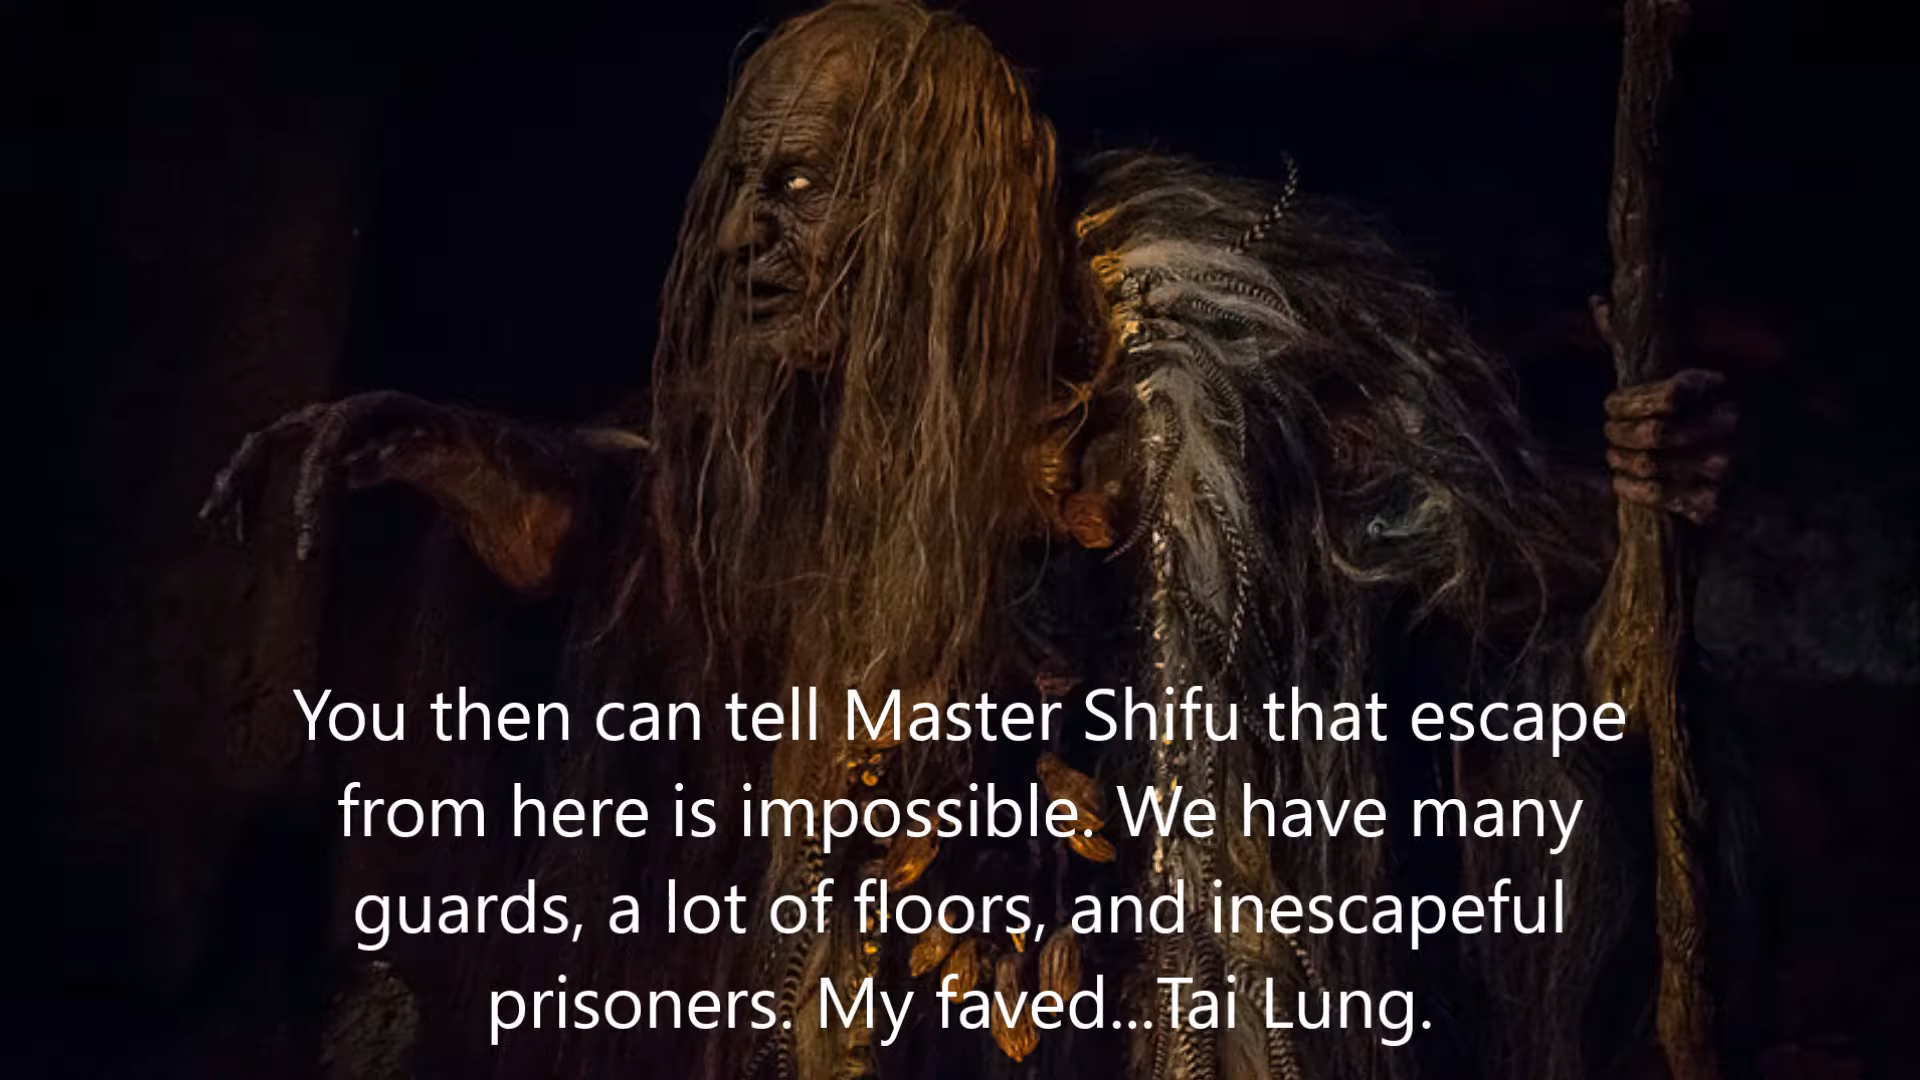 You then can tell Master Shifu that escape
from here is impossible. We have many
guards, a lot of floors, and inescapeful
prisoners. My faved...Tai Lung.